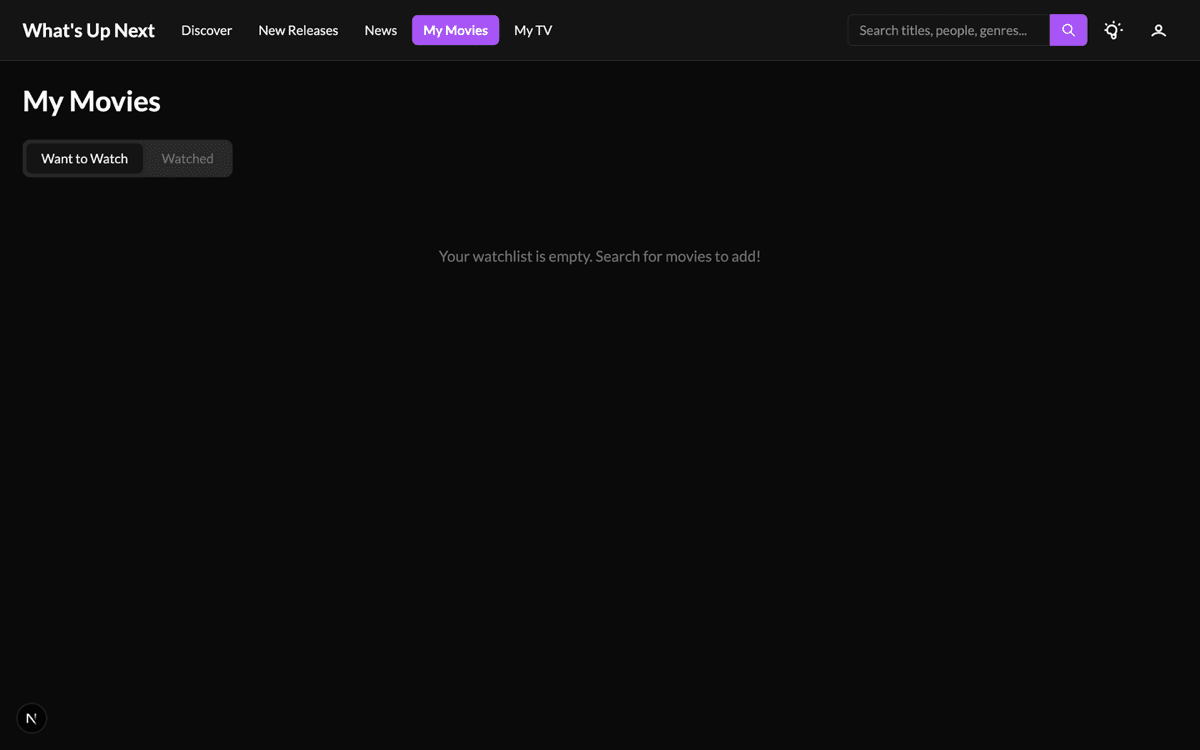 What's Up Next Discover New Releases News My Movies My TV Search titles, people, genres...
My Movies
Want to Watch Watched
Your watchlist is empty. Search for movies to add!
N